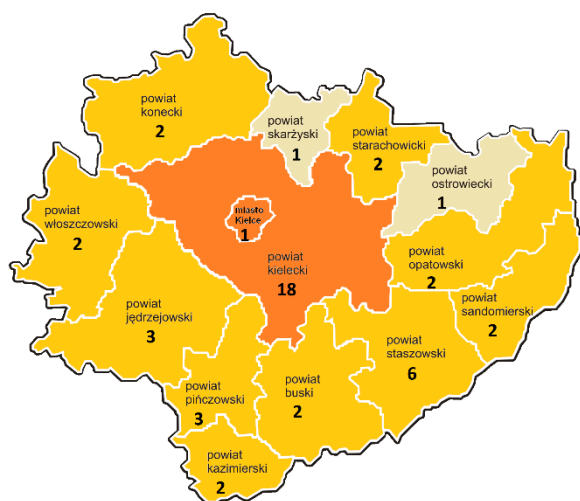 powiat
konecki
2
powiat
skarżyski
1
powiat
starachowicki
2
powiat
ostrowiecki
1
powiat
włoszczowski
2
miasto
Kielce
1
powiat
kielecki
18
powiat
opatowski
2
powiat
sandomierski
2
powiat
jędrzejowski
3
powiat
staszowski
6
powiat
pińczowski
3
powiat
buski
2
powiat
kazimierski
2